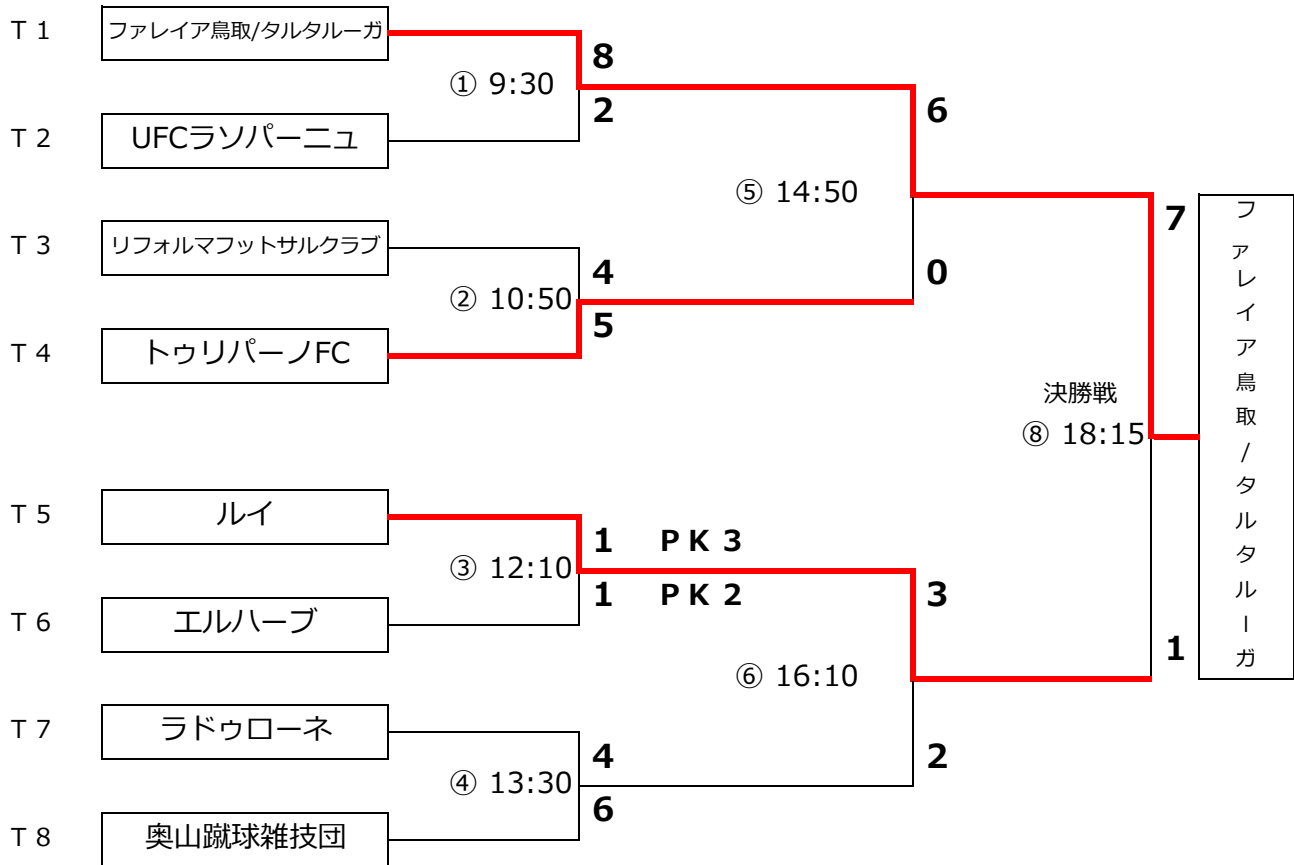 T 1
ファレイア鳥取/タルタルーガ
8
① 9:30
2
6
T 2
UFCラソパーニュ
⑤ 14:50
7
T 3
リフォルマフットサルクラブ
4
0
② 10:50
5
T 4
トゥリパーノFC
決勝戦
⑧ 18:15
ファレイア鳥取/タルタルーガ
T 5
ルイ
1 PK 3
③ 12:10
1 PK 2
3
T 6
エルハーブ
1
⑥ 16:10
T 7
ラドゥローネ
4
2
④ 13:30
6
T 8
奥山蹴球雑技団